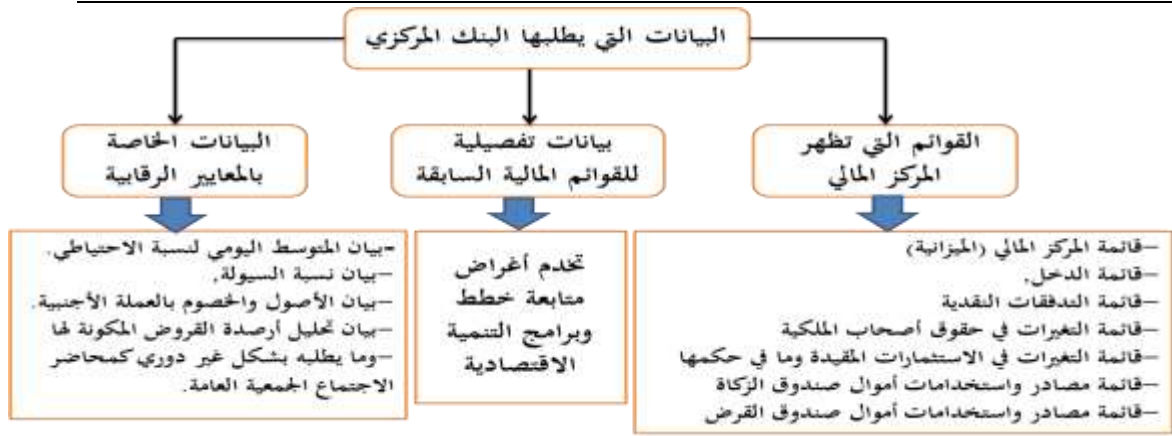 البيانات التي يطلبها البنك المركزي
القوائم التي تظهر
المركز المالي
بيانات تفصيلية
للقوائم المالية السابقة
البيانات الخاصة
بالمعايير الرقابية
–قائمة المركز المالي (الميزانية)
–قائمة الدخل.
–قائمة التدفقات النقدية
–قائمة التغيرات في حقوق أصحاب الملكية
–قائمة التغيرات في الاستثمارات المقيدة وما في حكمها
–قائمة مصادر واستخدامات أموال صندوق الزكاة
–قائمة مصادر واستخدامات أموال صندوق القرض
تخدم أغراض
متابعة خطط
وبرامج التنمية
الاقتصادية
-بيان المتوسط اليومي لنسبة الاحتياطي.
–بيان نسبة السيولة.
–بيان الأصول والخصوم بالعملة الأجنبية.
–بيان تحليل أرصدة القروض المكونة لها
–وما يطلبه بشكل غير دوري كمحاضر
الاجتماع الجمعية العامة.